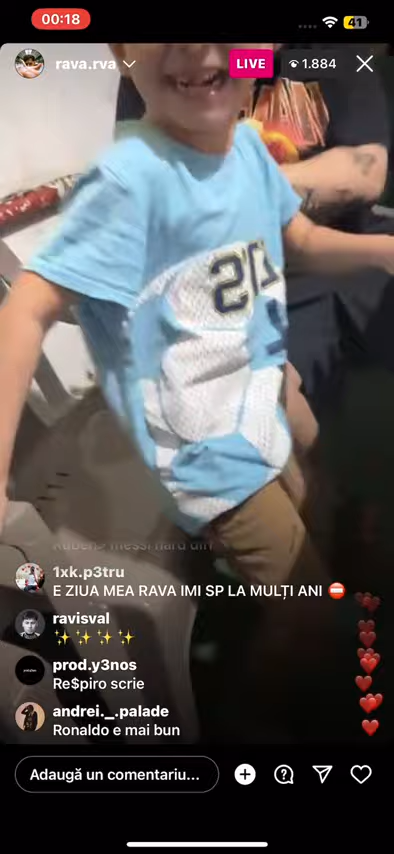 00:18
41
rava.rva
LIVE
1.884
1xk.p3tru
E ZIUA MEA RAVA IMI SP LA MULȚI ANI
ravisval
prod.y3nos
Re$piro scrie
andrei._.palade
Ronaldo e mai bun
Adaugă un comentariu...